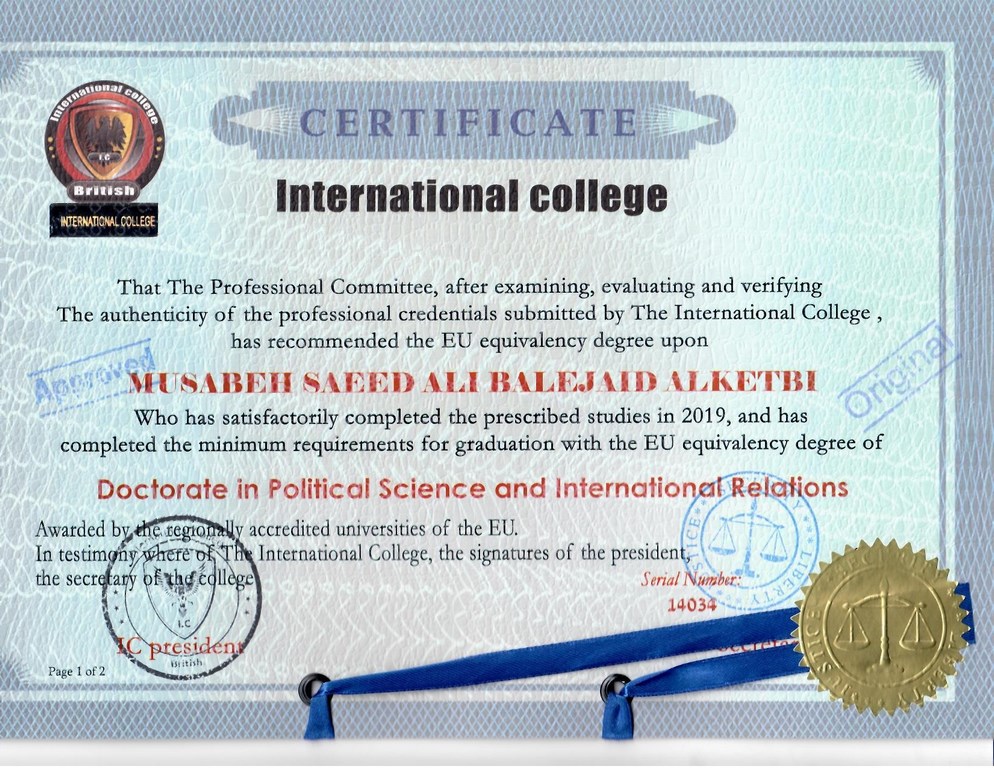 International college
I.C
British
INTERNATIONAL COLLEGE
CERTIFICATE
International college
That The Professional Committee, after examining, evaluating and verifying
The authenticity of the professional credentials submitted by The International College ,
has recommended the EU equivalency degree upon
Approved
MUSABEH SAEED ALI BALEJAID ALKETBI
Original
Who has satisfactorily completed the prescribed studies in 2019, and has
completed the minimum requirements for graduation with the EU equivalency degree of
Doctorate in Political Science and International Relations
Awarded by the regionally accredited universities of the EU.
In testimony where of The International College, the signatures of the president,
the secretary of the college
Serial Number:
14034
LIBERTY
I.C
IC president
British
Page 1 of 2